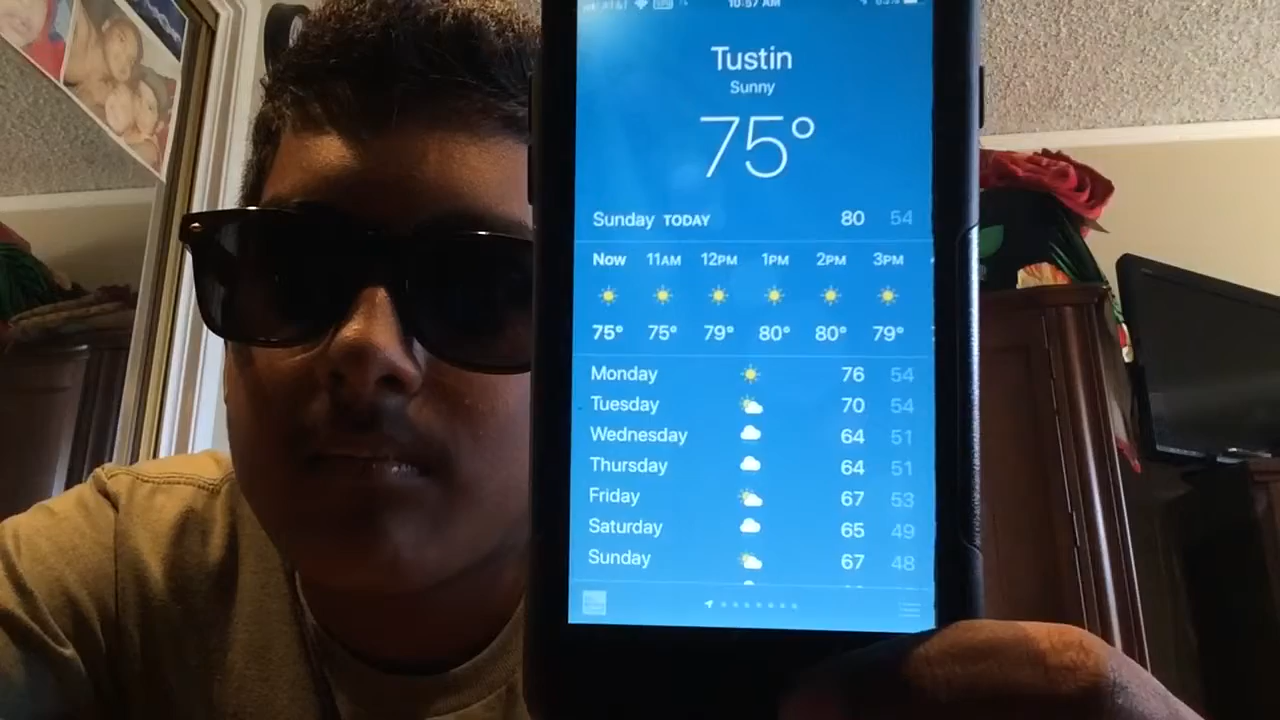 10:57 AM
Tustin
Sunny
75°
Sunday TODAY 80 54
Now 11AM 12PM 1PM 2PM 3PM
75° 75° 79° 80° 80° 79°
Monday 76 54
Tuesday 70 54
Wednesday 64 51
Thursday 64 51
Friday 67 53
Saturday 65 49
Sunday 67 48